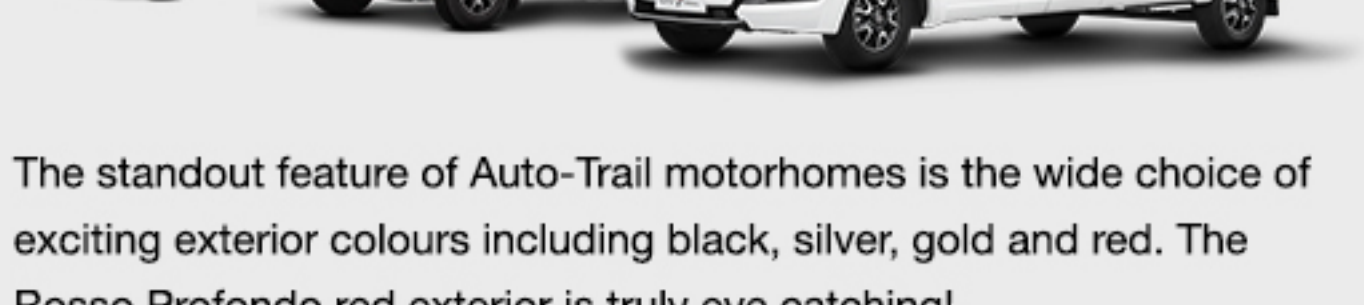 The standout feature of Auto-Trail motorhomes is the wide choice of
exciting exterior colours including black, silver, gold and red. The
Rosso Profondo red exterior is truly eye catching!